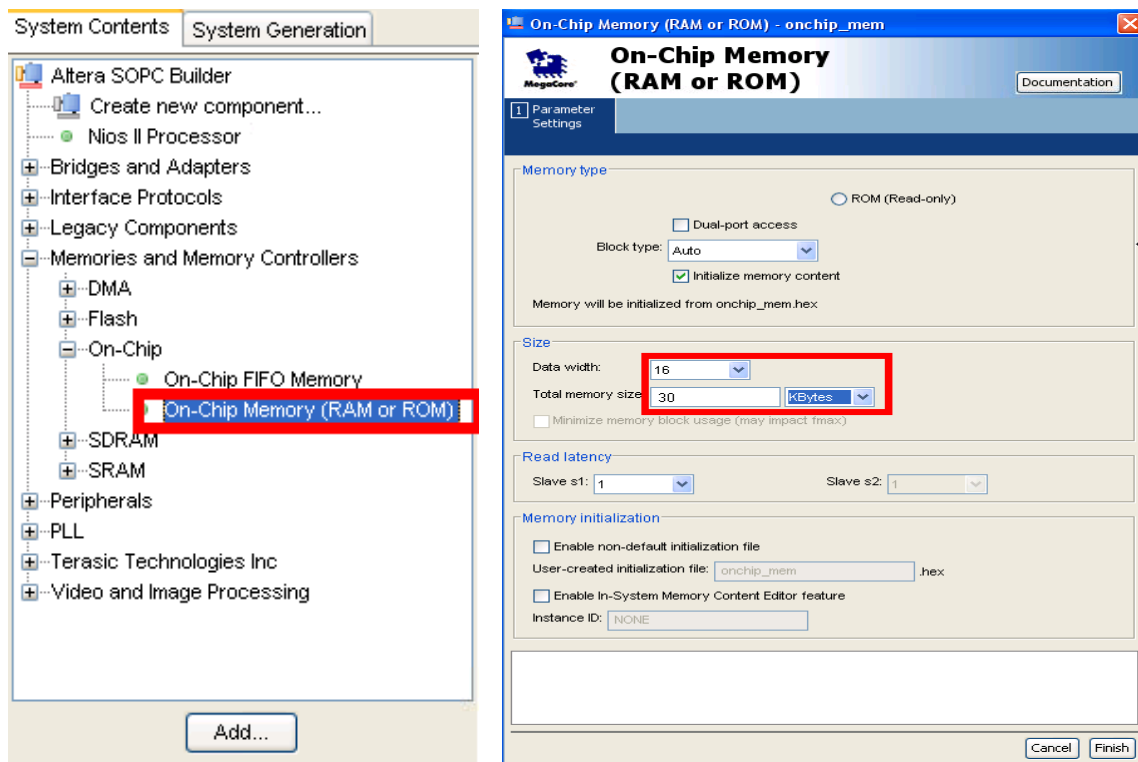 System Contents
System Generation
Altera SOPC Builder
Create new component...
Nios II Processor
Bridges and Adapters
Interface Protocols
Legacy Components
Memories and Memory Controllers
DMA
Flash
On-Chip
On-Chip FIFO Memory
On-Chip Memory (RAM or ROM)
SDRAM
SRAM
Peripherals
PLL
Terasic Technologies Inc
Video and Image Processing
Add...
On-Chip Memory (RAM or ROM) - onchip_mem
MegaCore'
On-Chip Memory
(RAM or ROM)
Documentation
1 Parameter
Settings
Memory type
ROM (Read-only)
Dual-port access
Block type: Auto
Initialize memory content
Memory will be initialized from onchip_mem.hex
Size
Data width: 16
Total memory size 30 KBytes
Minimize memory block usage (may impact fmax)
Read latency
Slave s1: 1 Slave s2: 1
Memory initialization
Enable non-default initialization file
User-created initialization file: onchip_mem .hex
Enable In-System Memory Content Editor feature
Instance ID: NONE
Cancel Finish